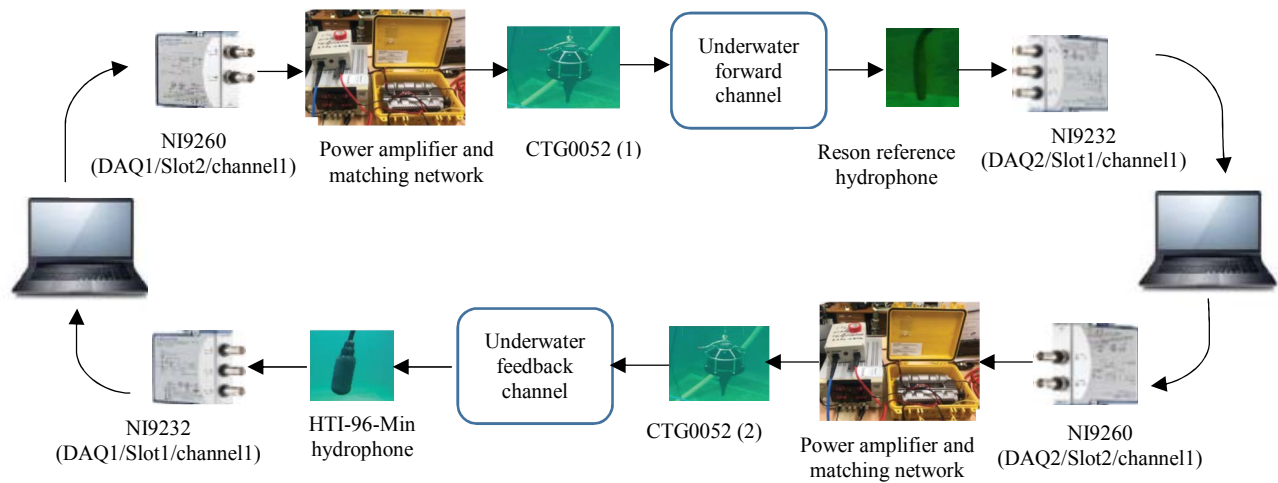 NI9260
(DAQ1/Slot2/channel1)
Power amplifier and
matching network
CTG0052 (1)
Underwater
forward
channel
Reson reference
hydrophone
NI9232
(DAQ2/Slot1/channel1)
NI9232
(DAQ1/Slot1/channel1)
HTI-96-Min
hydrophone
Underwater
feedback
channel
CTG0052 (2)
Power amplifier and
matching network
NI9260
(DAQ2/Slot2/channel1)